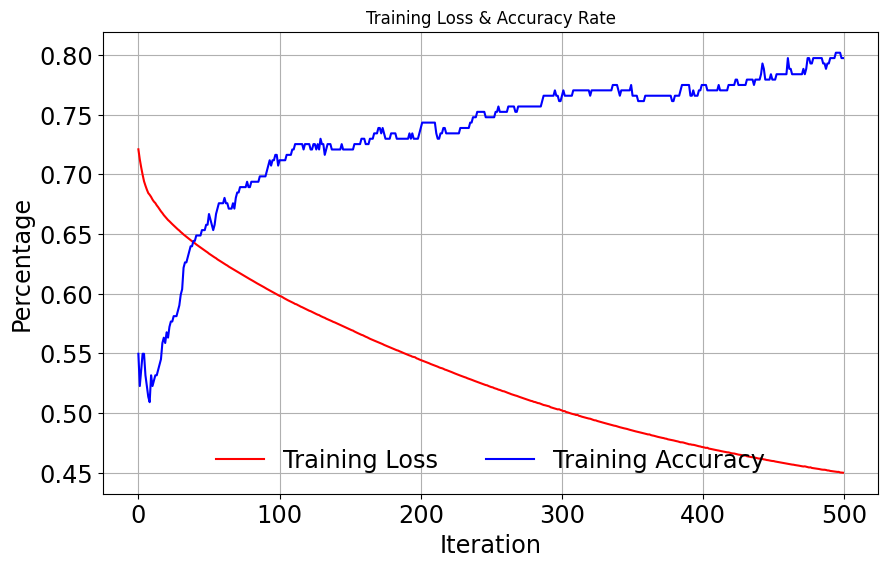 Training Loss & Accuracy Rate
Percentage
0.80
0.75
0.70
0.65
0.60
0.55
0.50
0.45
Training Loss
Training Accuracy
0 100 200 300 400 500
Iteration